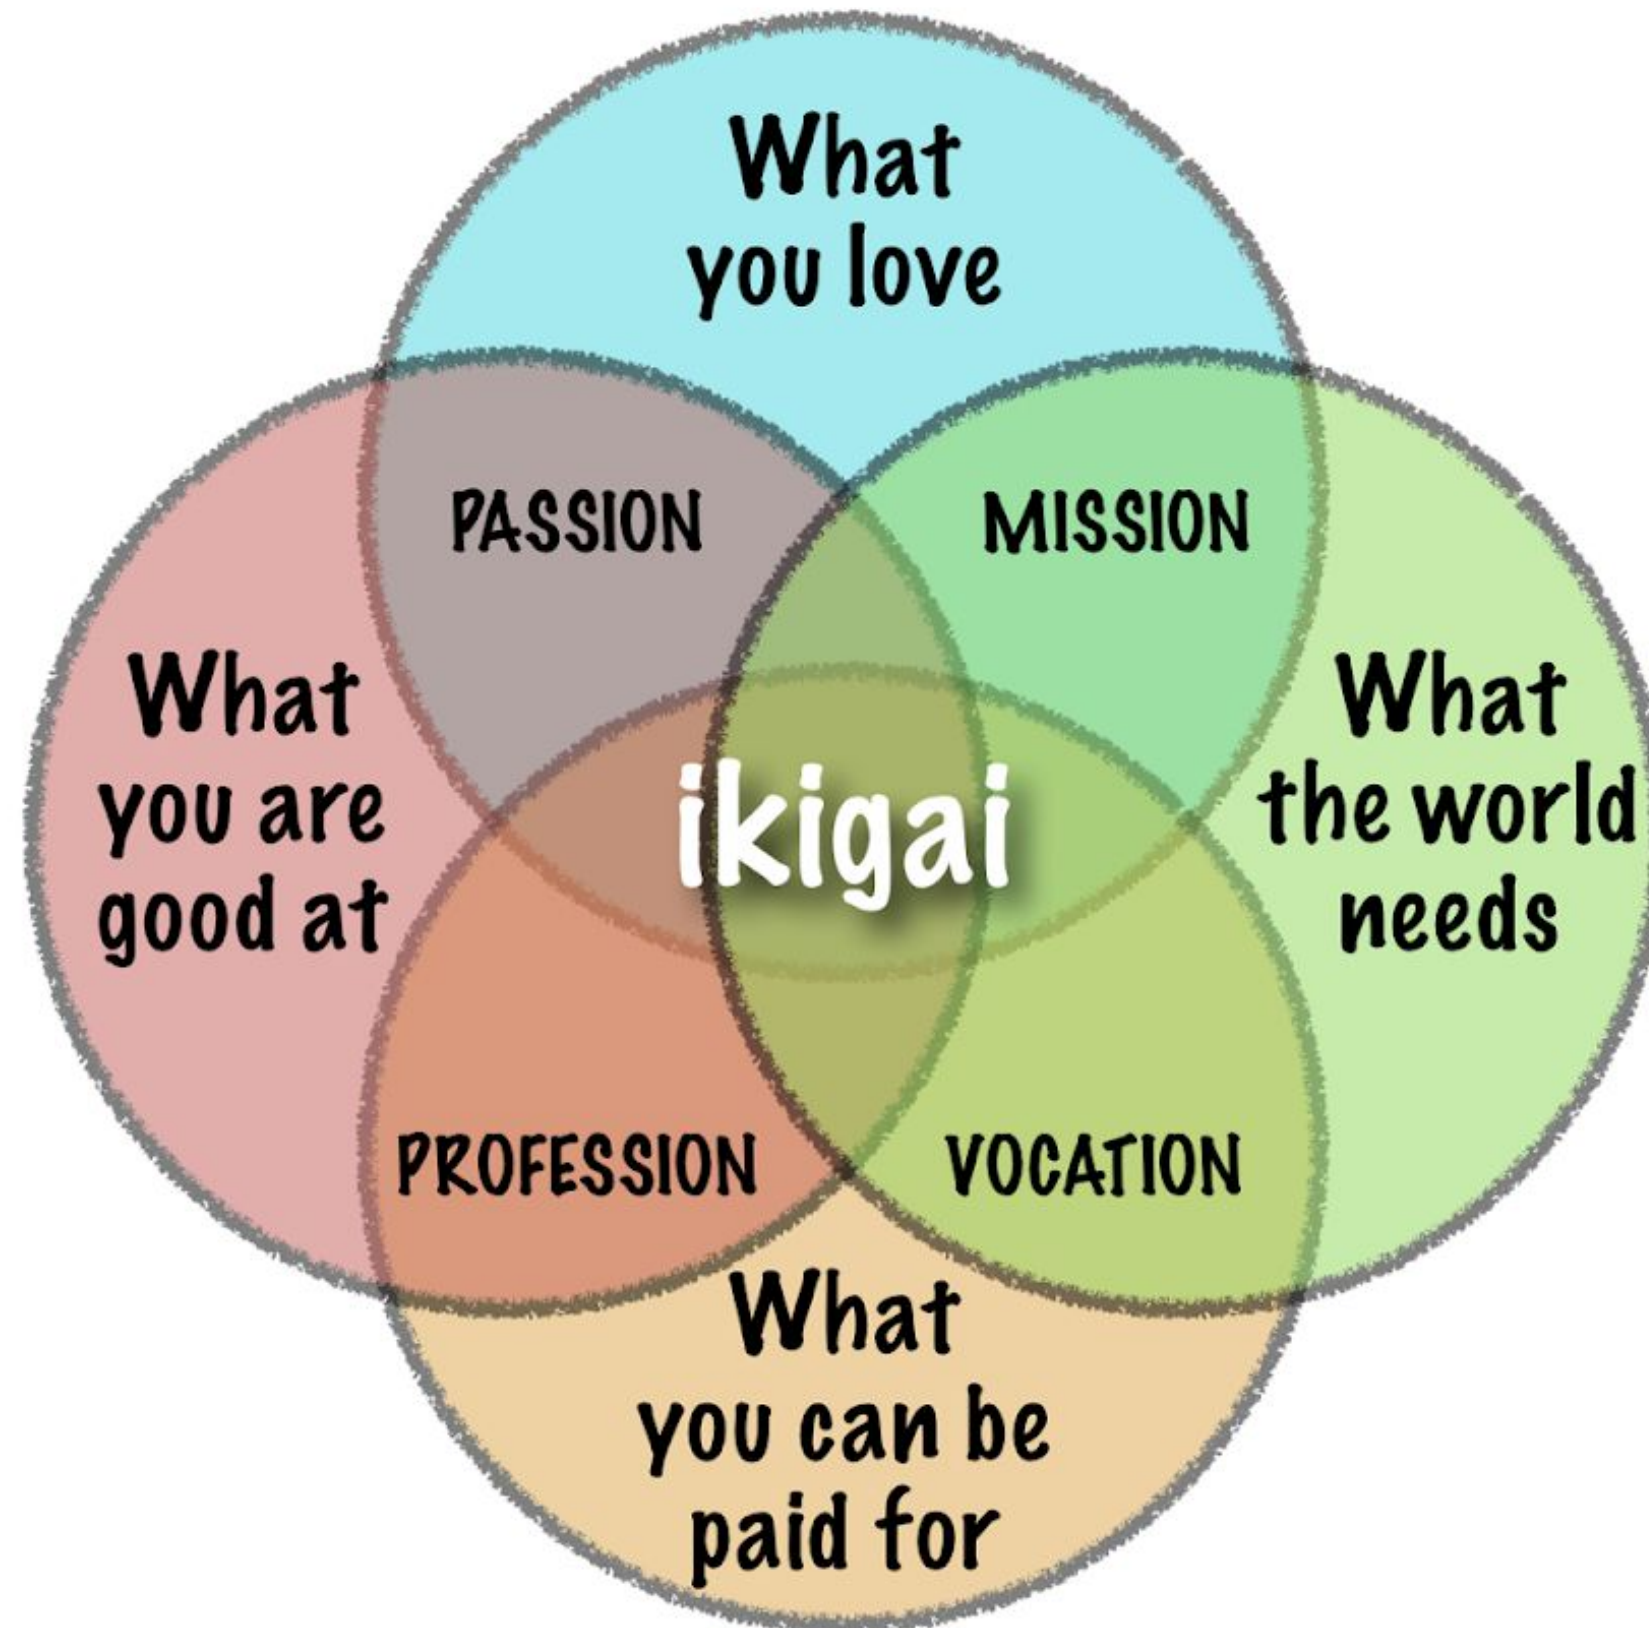 What
you love
PASSION
MISSION
What
you are
good at
What
the world
needs
ikigai
PROFESSION
VOCATION
What
you can be
paid for